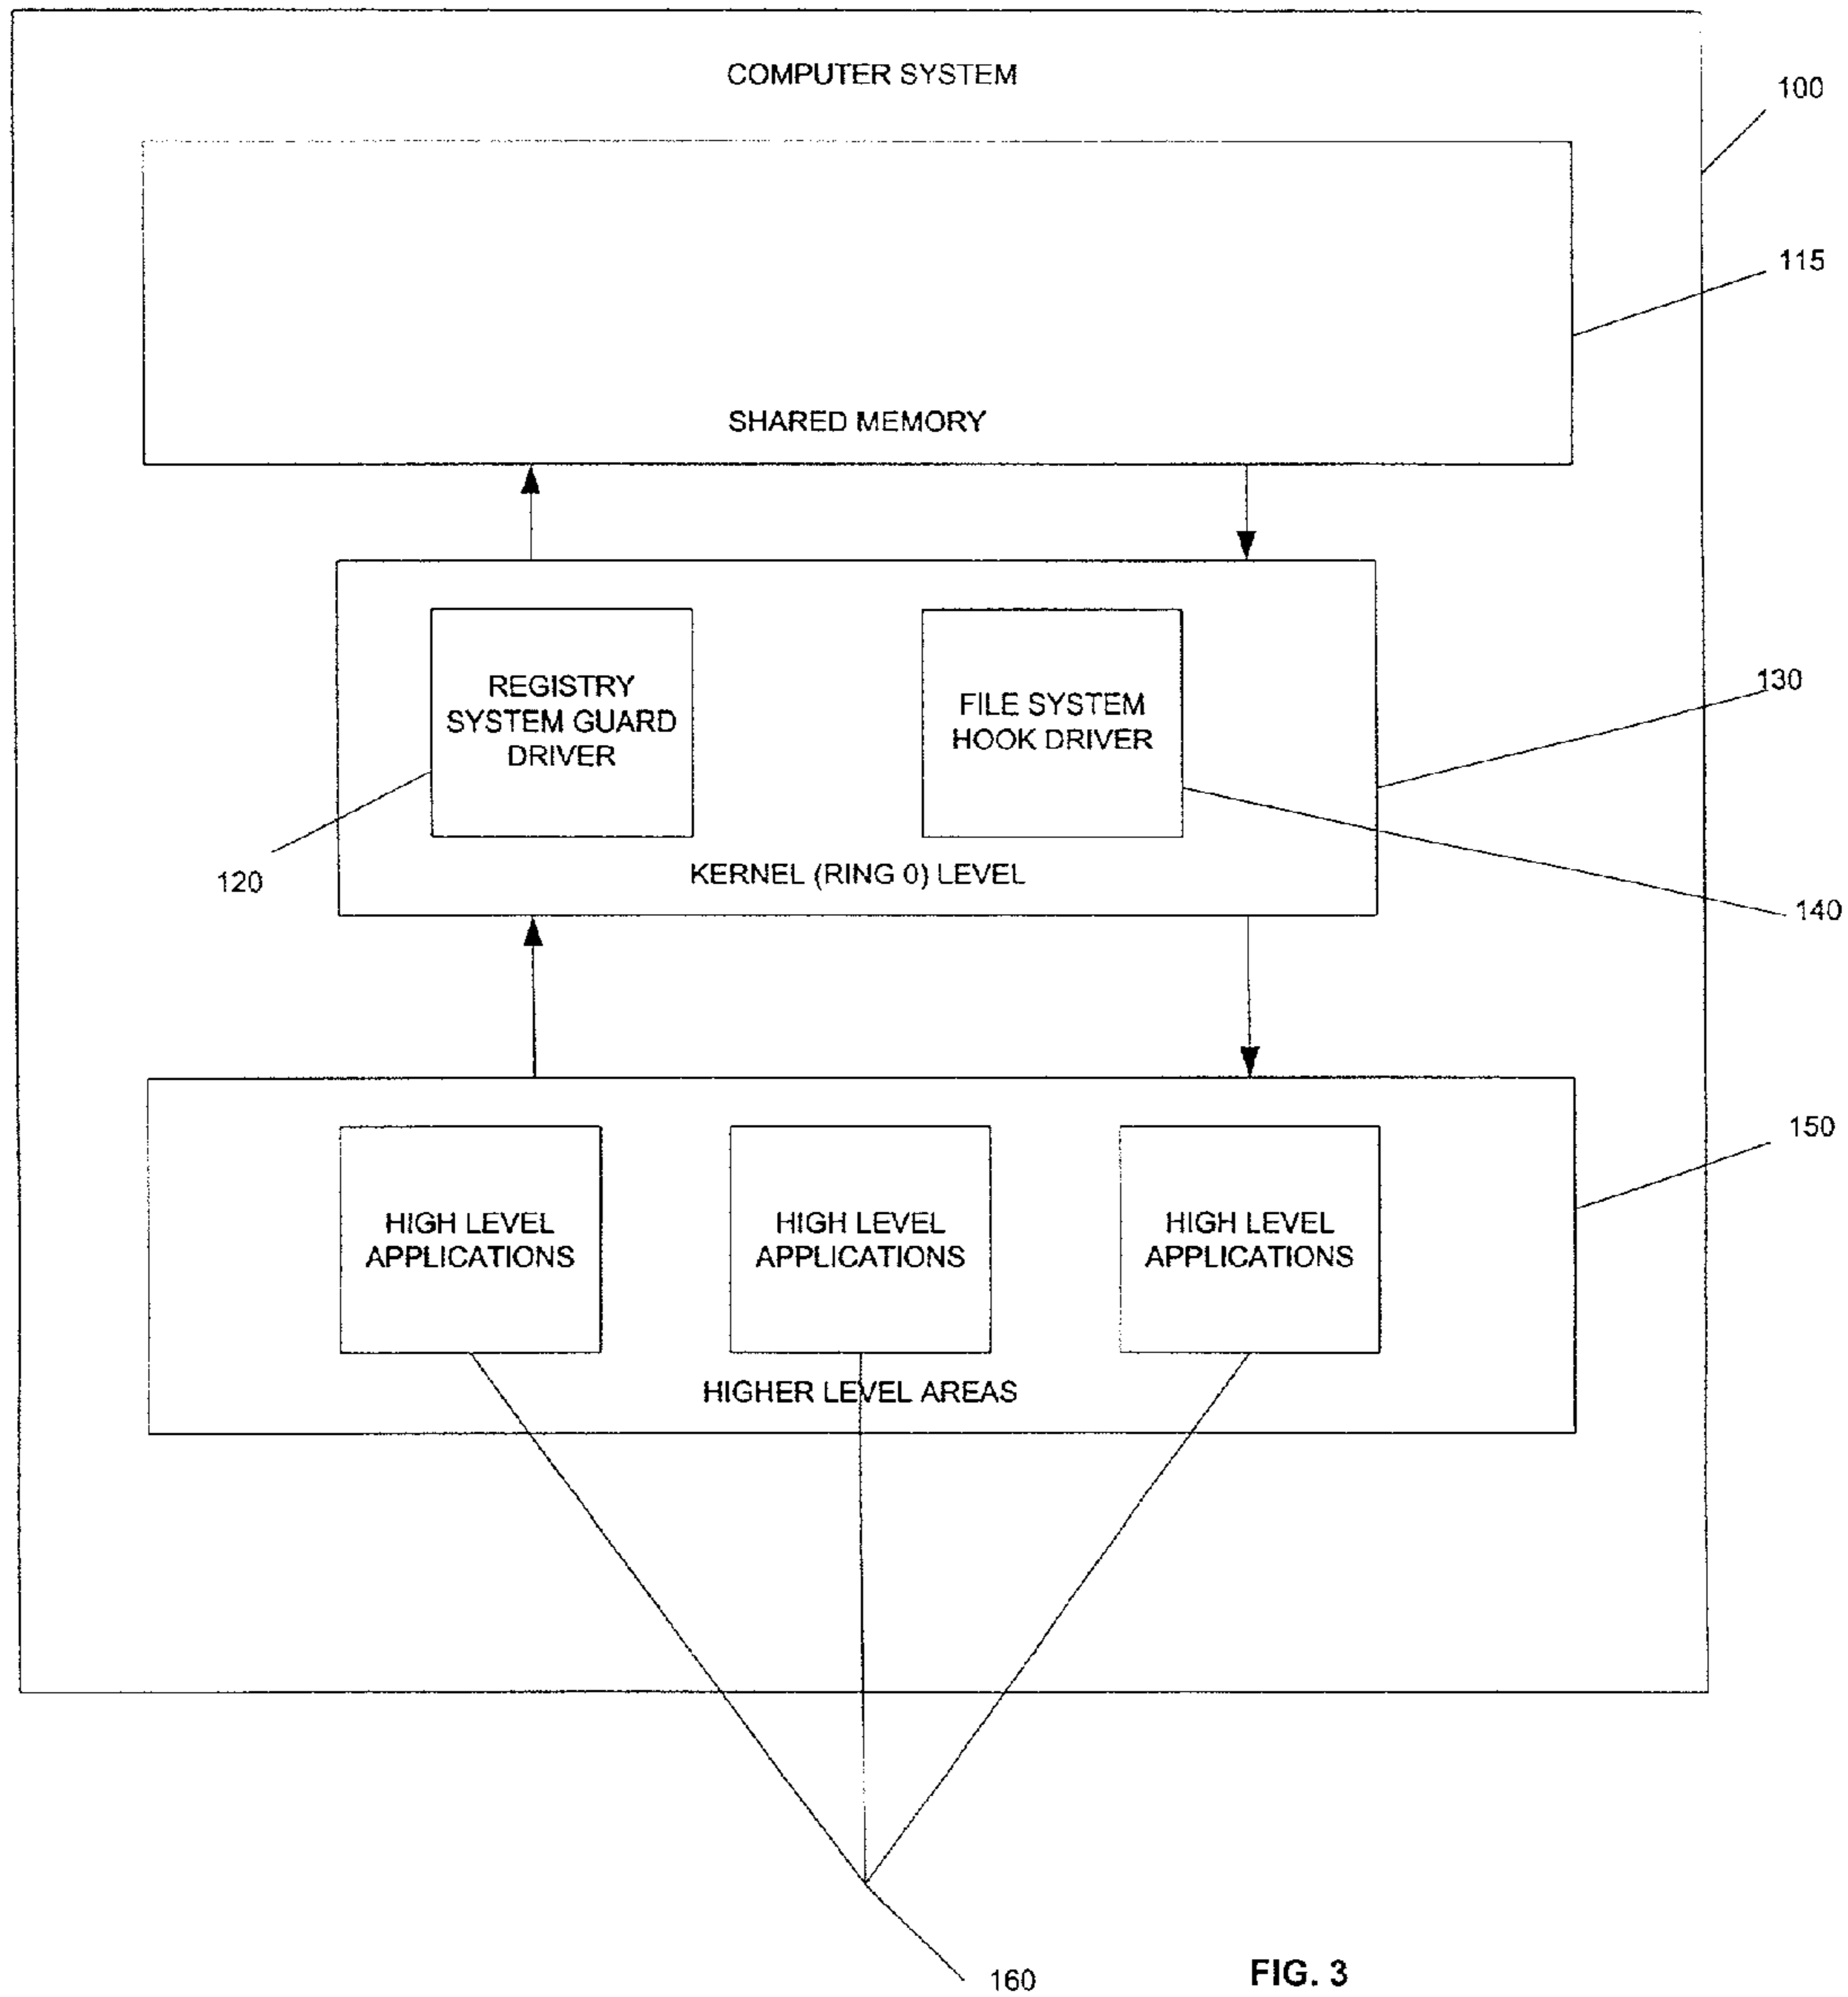 COMPUTER SYSTEM
100
115
SHARED MEMORY
REGISTRY
SYSTEM GUARD
DRIVER
FILE SYSTEM
HOOK DRIVER
130
120
KERNEL (RING 0) LEVEL
140
150
HIGH LEVEL
APPLICATIONS
HIGH LEVEL
APPLICATIONS
HIGH LEVEL
APPLICATIONS
HIGHER LEVEL AREAS
160
FIG. 3